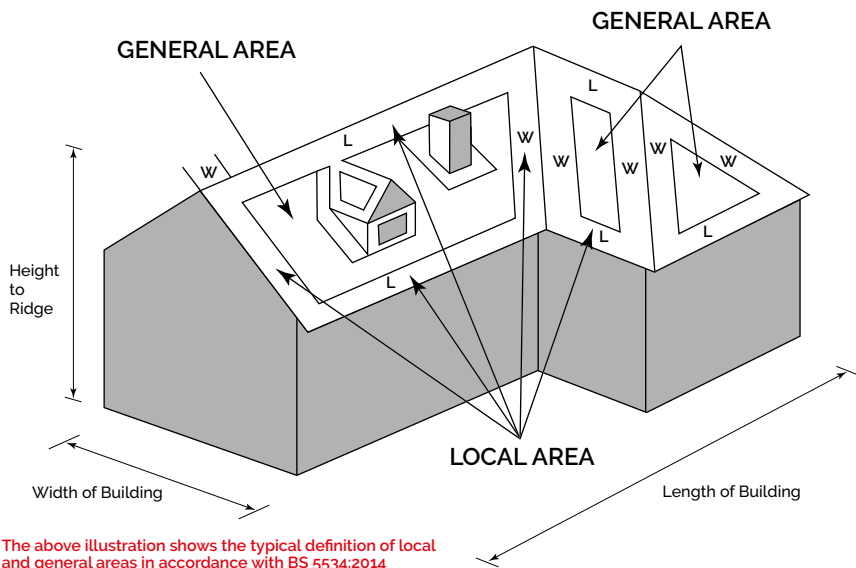 GENERAL AREA
GENERAL AREA
L
L
W
W
W
W
W
W
L
L
L
Height
to
Ridge
LOCAL AREA
Width of Building
Length of Building
The above illustration shows the typical definition of local
and general areas in accordance with BS 5534:2014